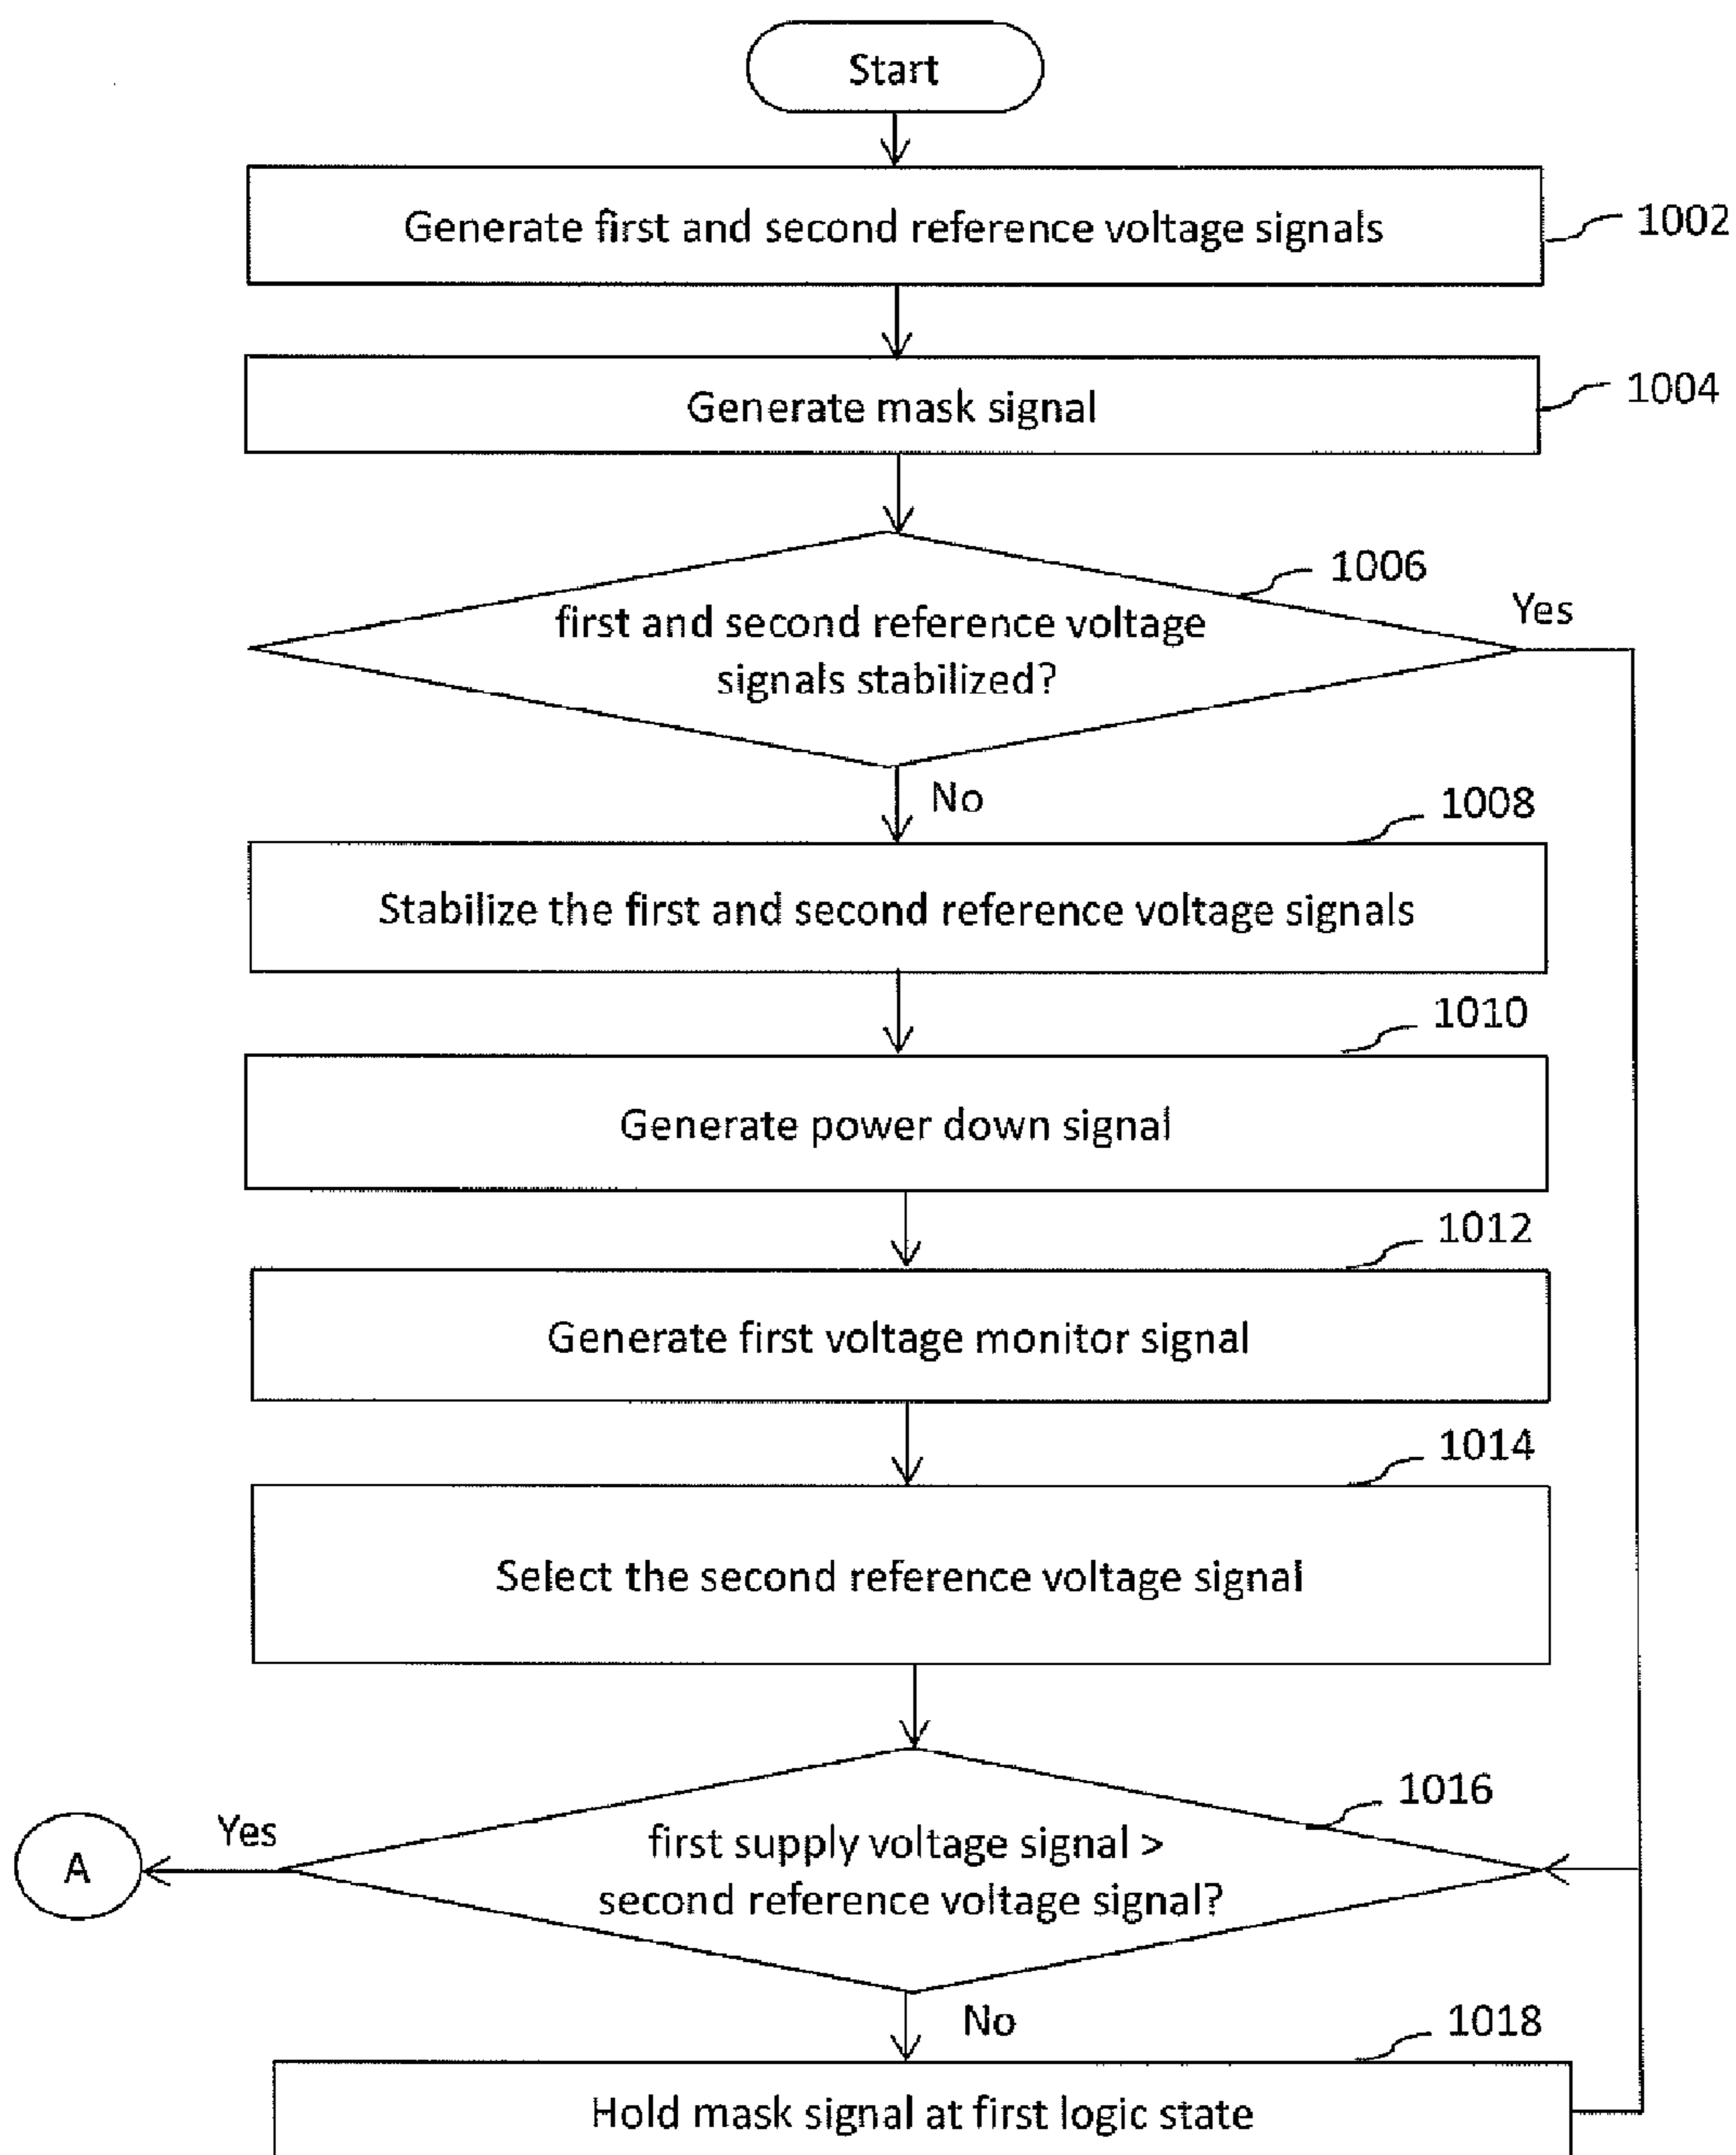 Start
Generate first and second reference voltage signals
1002
Generate mask signal
1004
1006
first and second reference voltage
signals stabilized?
Yes
No
1008
Stabilize the first and second reference voltage signals
1010
Generate power down signal
1012
Generate first voltage monitor signal
1014
Select the second reference voltage signal
1016
first supply voltage signal >
second reference voltage signal?
Yes
A
No
1018
Hold mask signal at first logic state